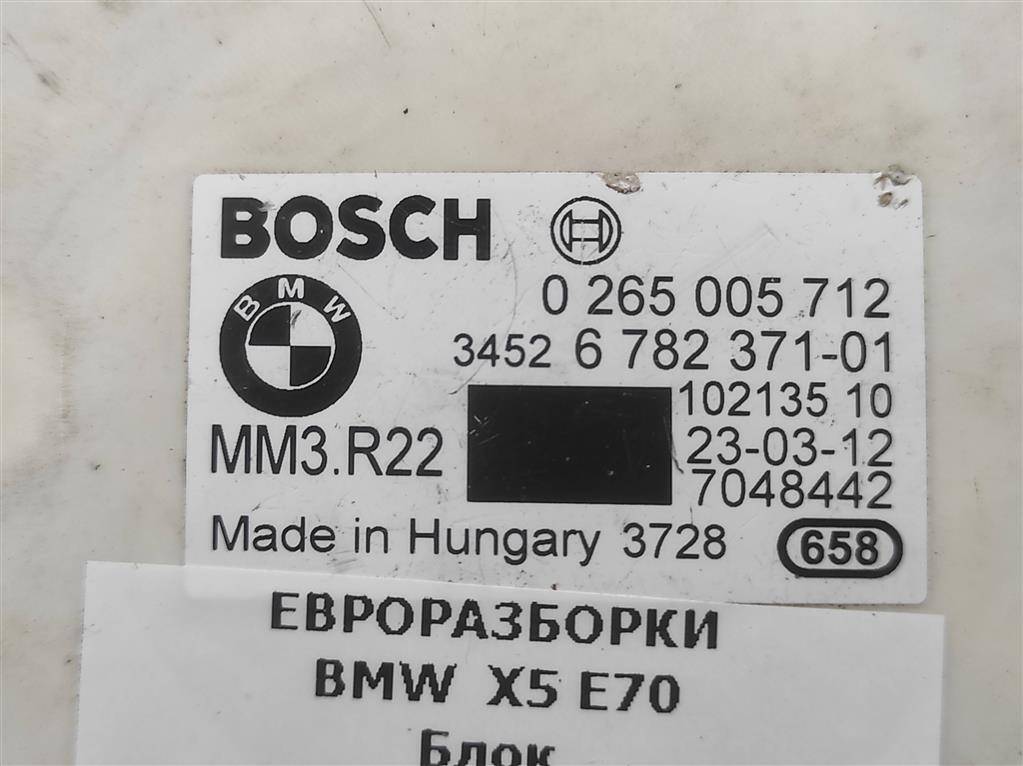 BOSCH
BMW
0 265 005 712
3452 6 782 371-01
102135 10
MM3.R22
23-03-12
7048442
Made in Hungary 3728
658
ЕВРОРАЗБОРКИ
BMW X5 E70
Блок